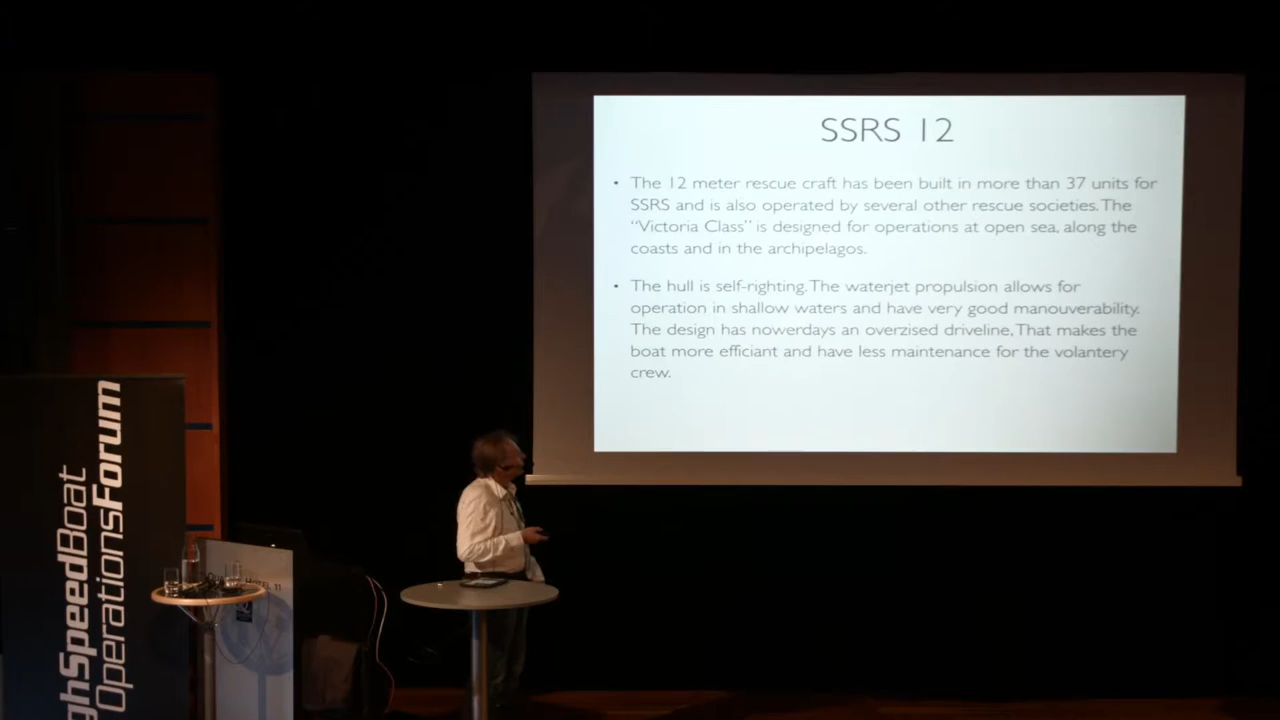 SSRS 12
• The 12 meter rescue craft has been built in more than 37 units for
SSRS and is also operated by several other rescue societies. The
“Victoria Class” is designed for operations at open sea, along the
coasts and in the archipelagos.
• The hull is self-righting. The waterjet propulsion allows for
operation in shallow waters and have very good manouverability.
The design has nowerdays an overzised driveline, That makes the
boat more efficiant and have less maintenance for the volantery
crew.
ghSpeedBoat
OperationsForum
HOTEL 11